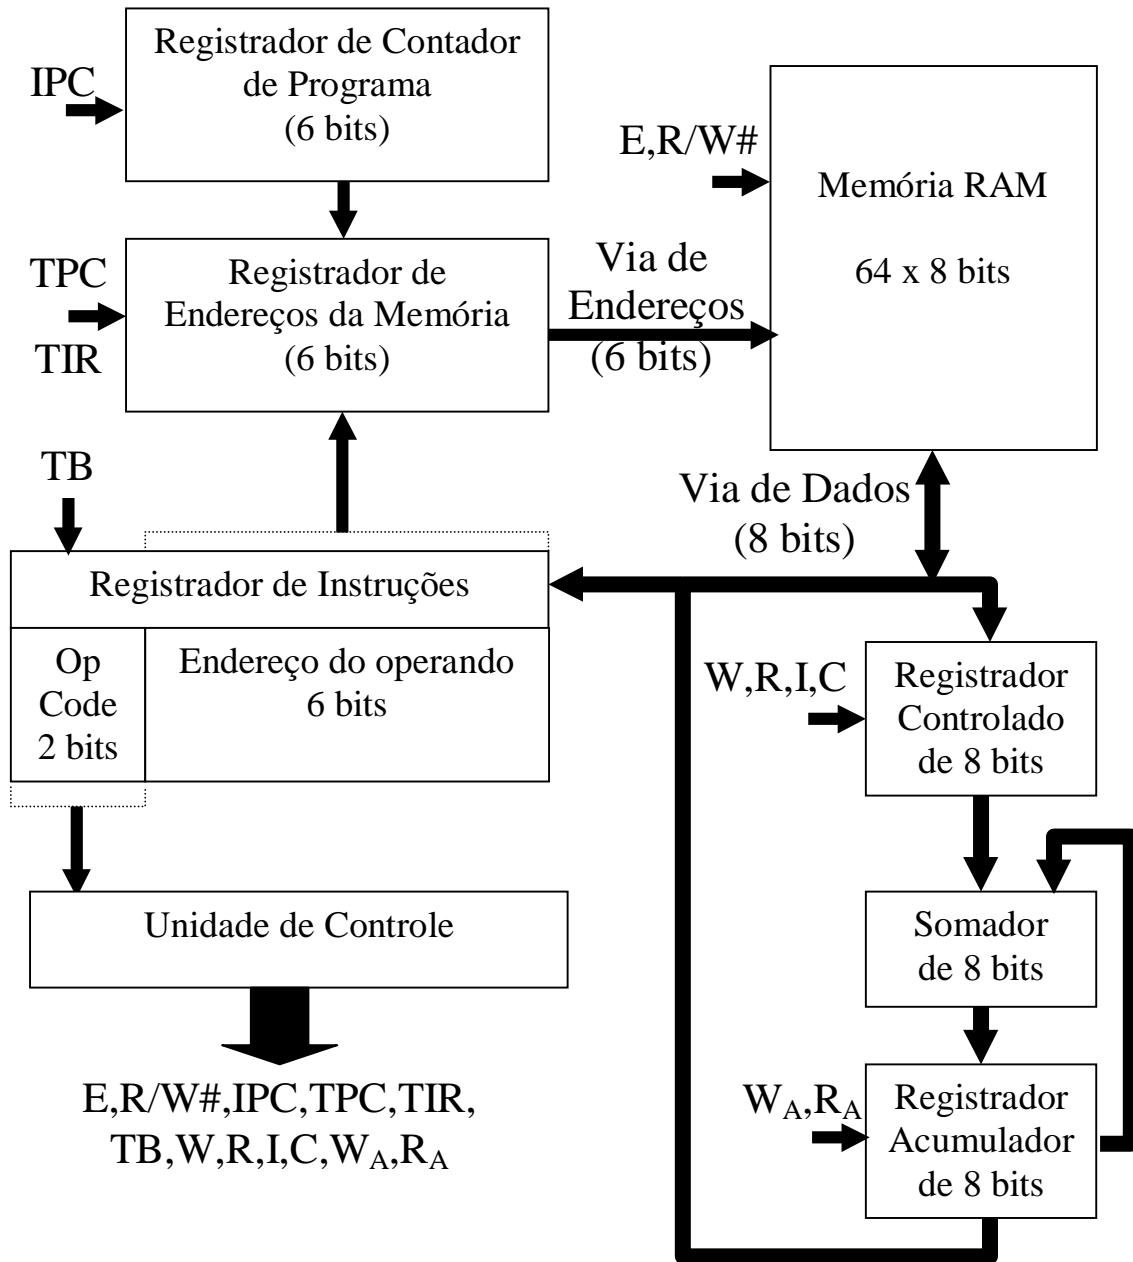 Registrador de Contador
de Programa
(6 bits)
IPC
E,R/W#
Memória RAM
64 x 8 bits
TPC
TIR
Registrador de
Endereços da Memória
(6 bits)
Via de
Endereços
(6 bits)
TB
Via de Dados
(8 bits)
Registrador de Instruções
Op
Code
2 bits
Endereço do operando
6 bits
W,R,I,C
Registrador
Controlado
de 8 bits
Unidade de Controle
Somador
de 8 bits
E,R/W#,IPC,TPC,TIR,
TB,W,R,I,C,WA,RA
WA,RA
Registrador
Acumulador
de 8 bits